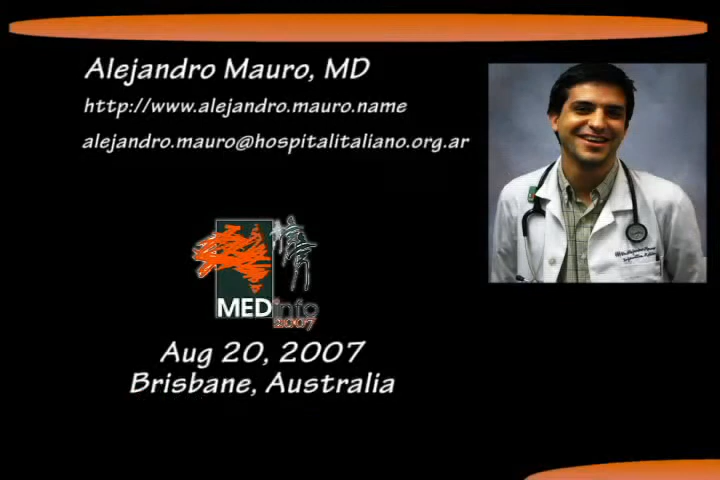 Alejandro Mauro, MD
http://www.alejandro.mauro.name
alejandro.mauro@hospitalitaliano.org.ar
MEDinfo
2007
Aug 20, 2007
Brisbane, Australia